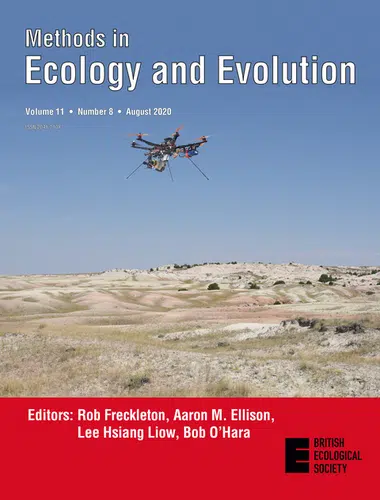 Methods in
Ecology and Evolution
Volume 11 • Number 8 • August 2020
Editors: Rob Freckleton, Aaron M. Ellison,
Lee Hsiang Liow, Bob O'Hara
BRITISH
ECOLOGICAL
SOCIETY